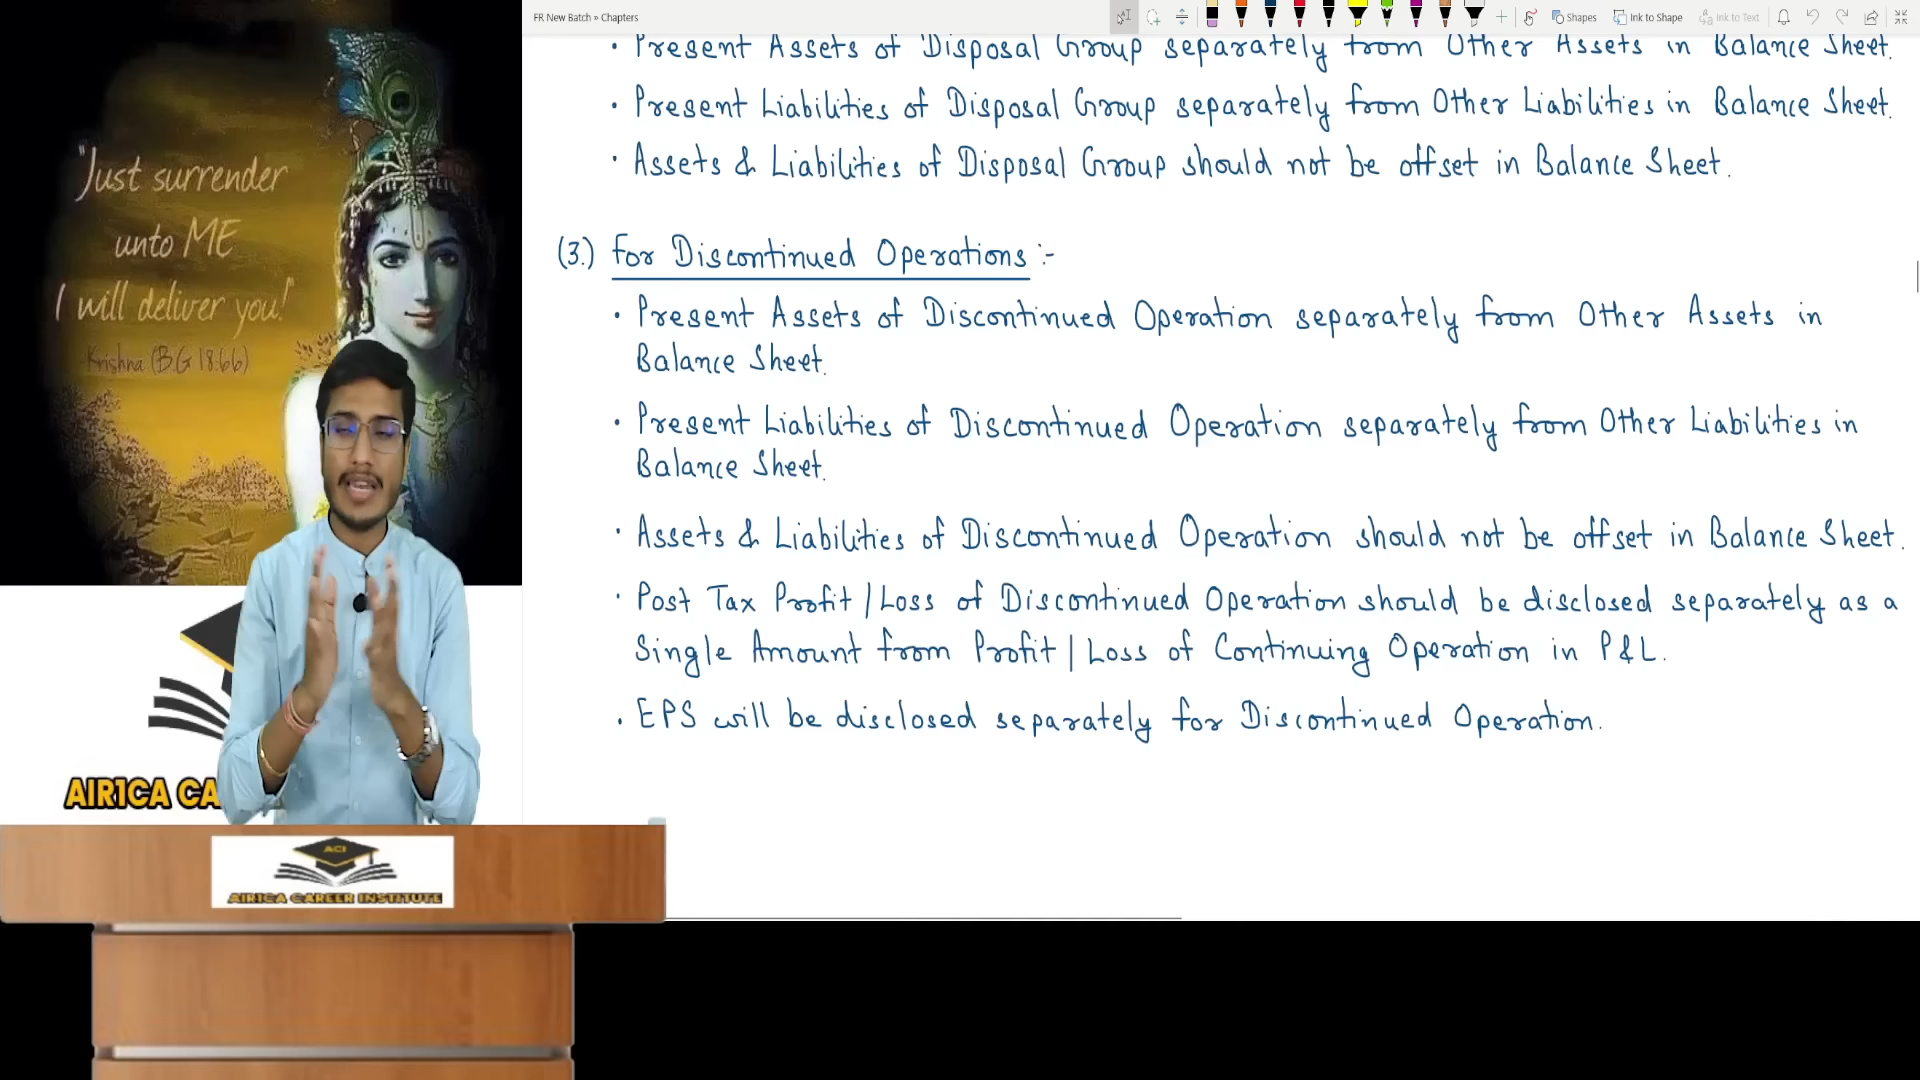 FR New Batch » Chapters
Shapes
Ink to Shape
Ink to Text
• Present Assets of Disposal Group separately from Other Assets in Balance Sheet.
• Present Liabilities of Disposal Group separately from Other Liabilities in Balance Sheet.
• Assets & Liabilities of Disposal Group should not be offset in Balance Sheet.
(3.) For Discontinued Operations :-
• Present Assets of Discontinued Operation separately from Other Assets in
Balance Sheet.
• Present Liabilities of Discontinued Operation separately from Other Liabilities in
Balance Sheet.
• Assets & Liabilities of Discontinued Operation should not be offset in Balance Sheet.
• Post Tax Profit / Loss of Discontinued Operation should be disclosed separately as a
Single Amount from Profit / Loss of Continuing Operation in P&L.
• EPS will be disclosed separately for Discontinued Operation.
"Just surrender
unto ME
I will deliver you!"
Krishna (B.G 18:66)
AIR1CA CA
ACI
AIR1CA CAREER INSTITUTE